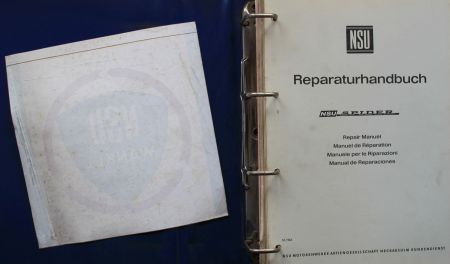 NSU
Reparaturhandbuch
NSU SPIDER
Repair Manual
Manuel de Réparation
Manuale per le Riparazioni
Manual de Reparaciones
NSU MOTORENWERKE AKTIENGESELLSCHAFT NECKARSULM KUNDENDIENST